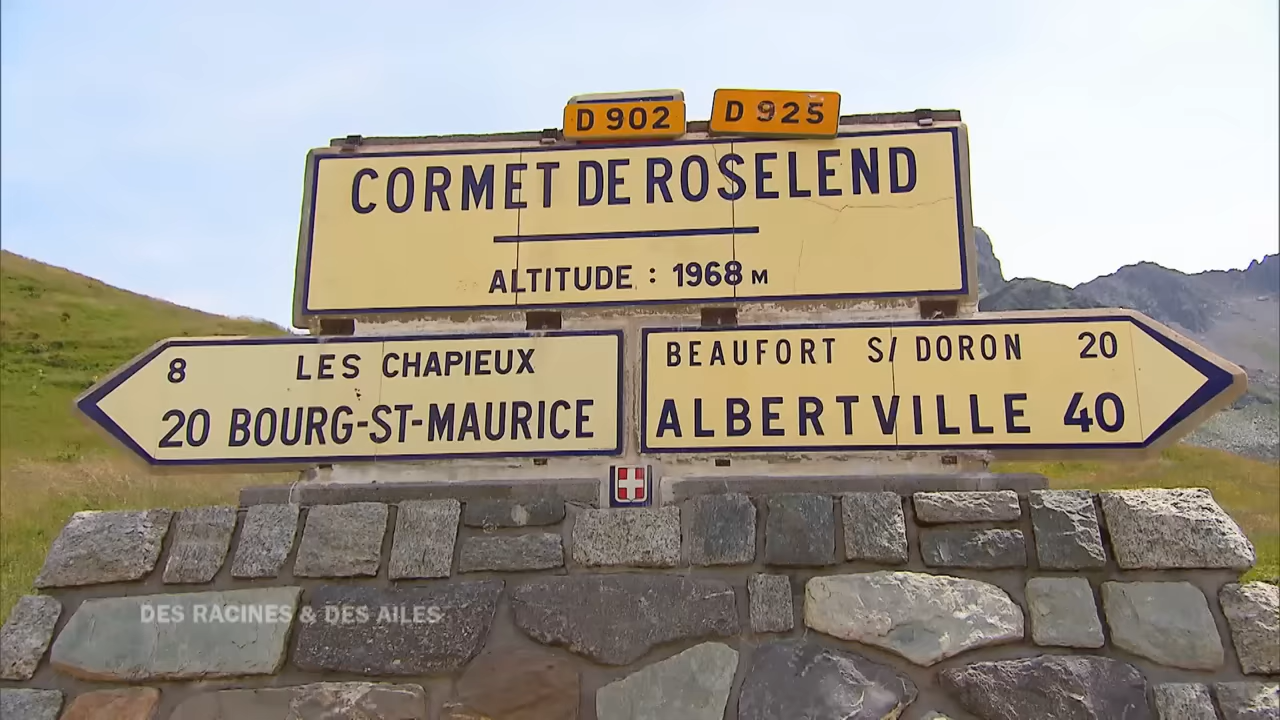 D 902
D 925
CORMET DE ROSELEND
ALTITUDE : 1968 M
8 LES CHAPIEUX
20 BOURG-ST-MAURICE
BEAUFORT S/ DORON 20
ALBERTVILLE 40
DES RACINES & DES AILES